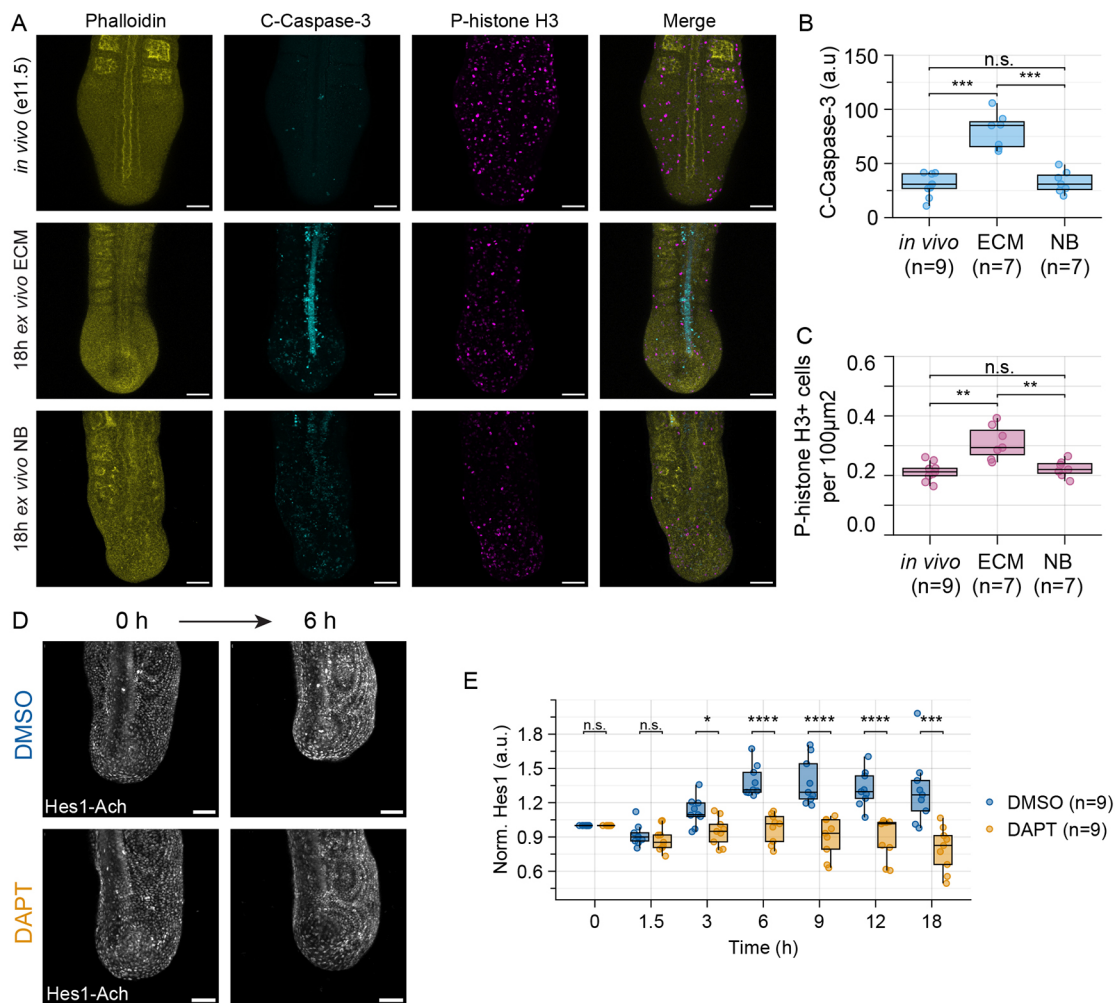 A
Phalloidin
C-Caspase-3
P-histone H3
Merge
in vivo (e11.5)
18h ex vivo ECM
18h ex vivo NB
B
C-Caspase-3 (a.u)
150
100
50
0
n.s.
***
***
in vivo
(n=9)
ECM
(n=7)
NB
(n=7)
C
P-histone H3+ cells
per 100µm2
0.6
0.4
0.2
0.0
n.s.
**
**
in vivo
(n=9)
ECM
(n=7)
NB
(n=7)
D
0 h
6 h
DMSO
Hes1-Ach
DAPT
Hes1-Ach
E
Norm. Hes1 (a.u.)
1.8
1.5
1.2
0.9
0.6
n.s.
n.s.
*
****
****
****
***
0
1.5
3
6
9
12
18
Time (h)
DMSO (n=9)
DAPT (n=9)